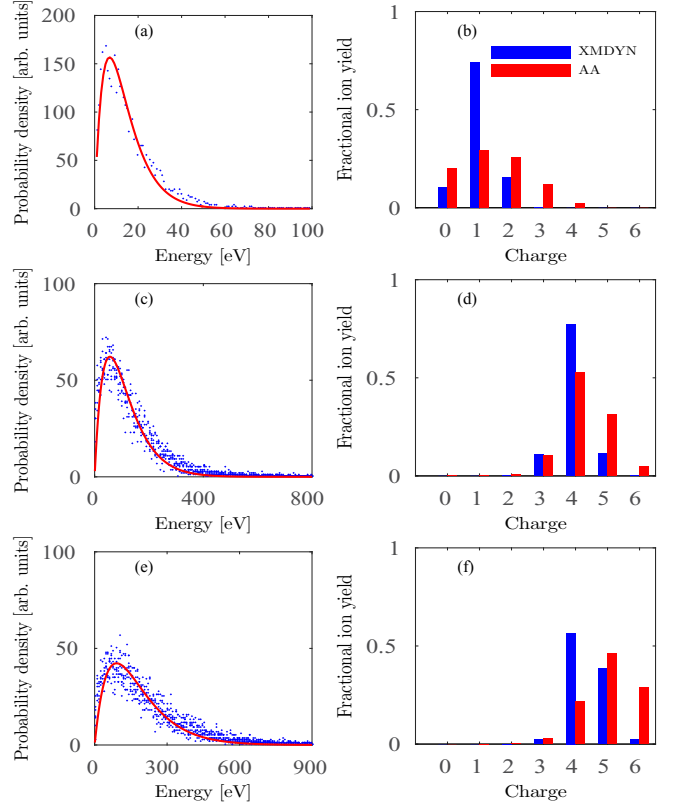 (a)
Probability density [arb. units]
200
150
100
50
0
0 20 40 60 80 100
Energy [eV]
(b)
XMDYN
AA
Fractional ion yield
1
0.5
0
0 1 2 3 4 5 6
Charge
(c)
Probability density [arb. units]
100
50
0
0 400 800
Energy [eV]
(d)
Fractional ion yield
1
0.5
0
0 1 2 3 4 5 6
Charge
(e)
Probability density [arb. units]
100
50
0
0 300 600 900
Energy [eV]
(f)
Fractional ion yield
1
0.5
0
0 1 2 3 4 5 6
Charge